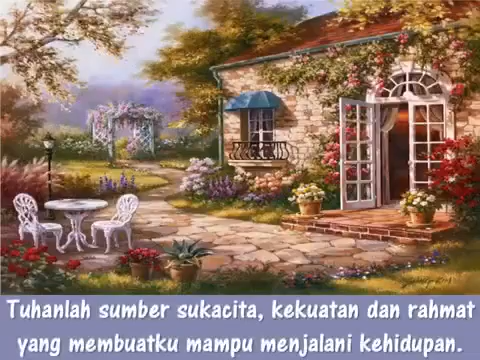 Tuhanlah sumber sukacita, kekuatan dan rahmat
yang membuatku mampu menjalani kehidupan.